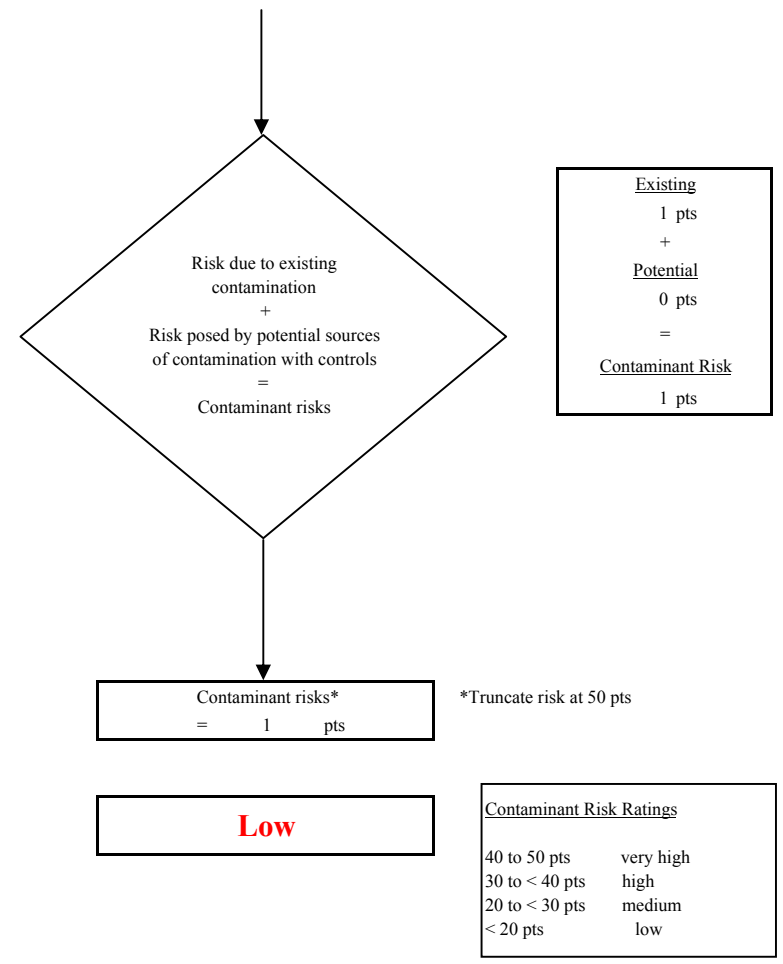 Risk due to existing
contamination
+
Risk posed by potential sources
of contamination with controls
=
Contaminant risks
Existing
1 pts
+
Potential
0 pts
=
Contaminant Risk
1 pts
Contaminant risks*
= 1 pts
*Truncate risk at 50 pts
Low
Contaminant Risk Ratings
40 to 50 pts very high
30 to < 40 pts high
20 to < 30 pts medium
< 20 pts low